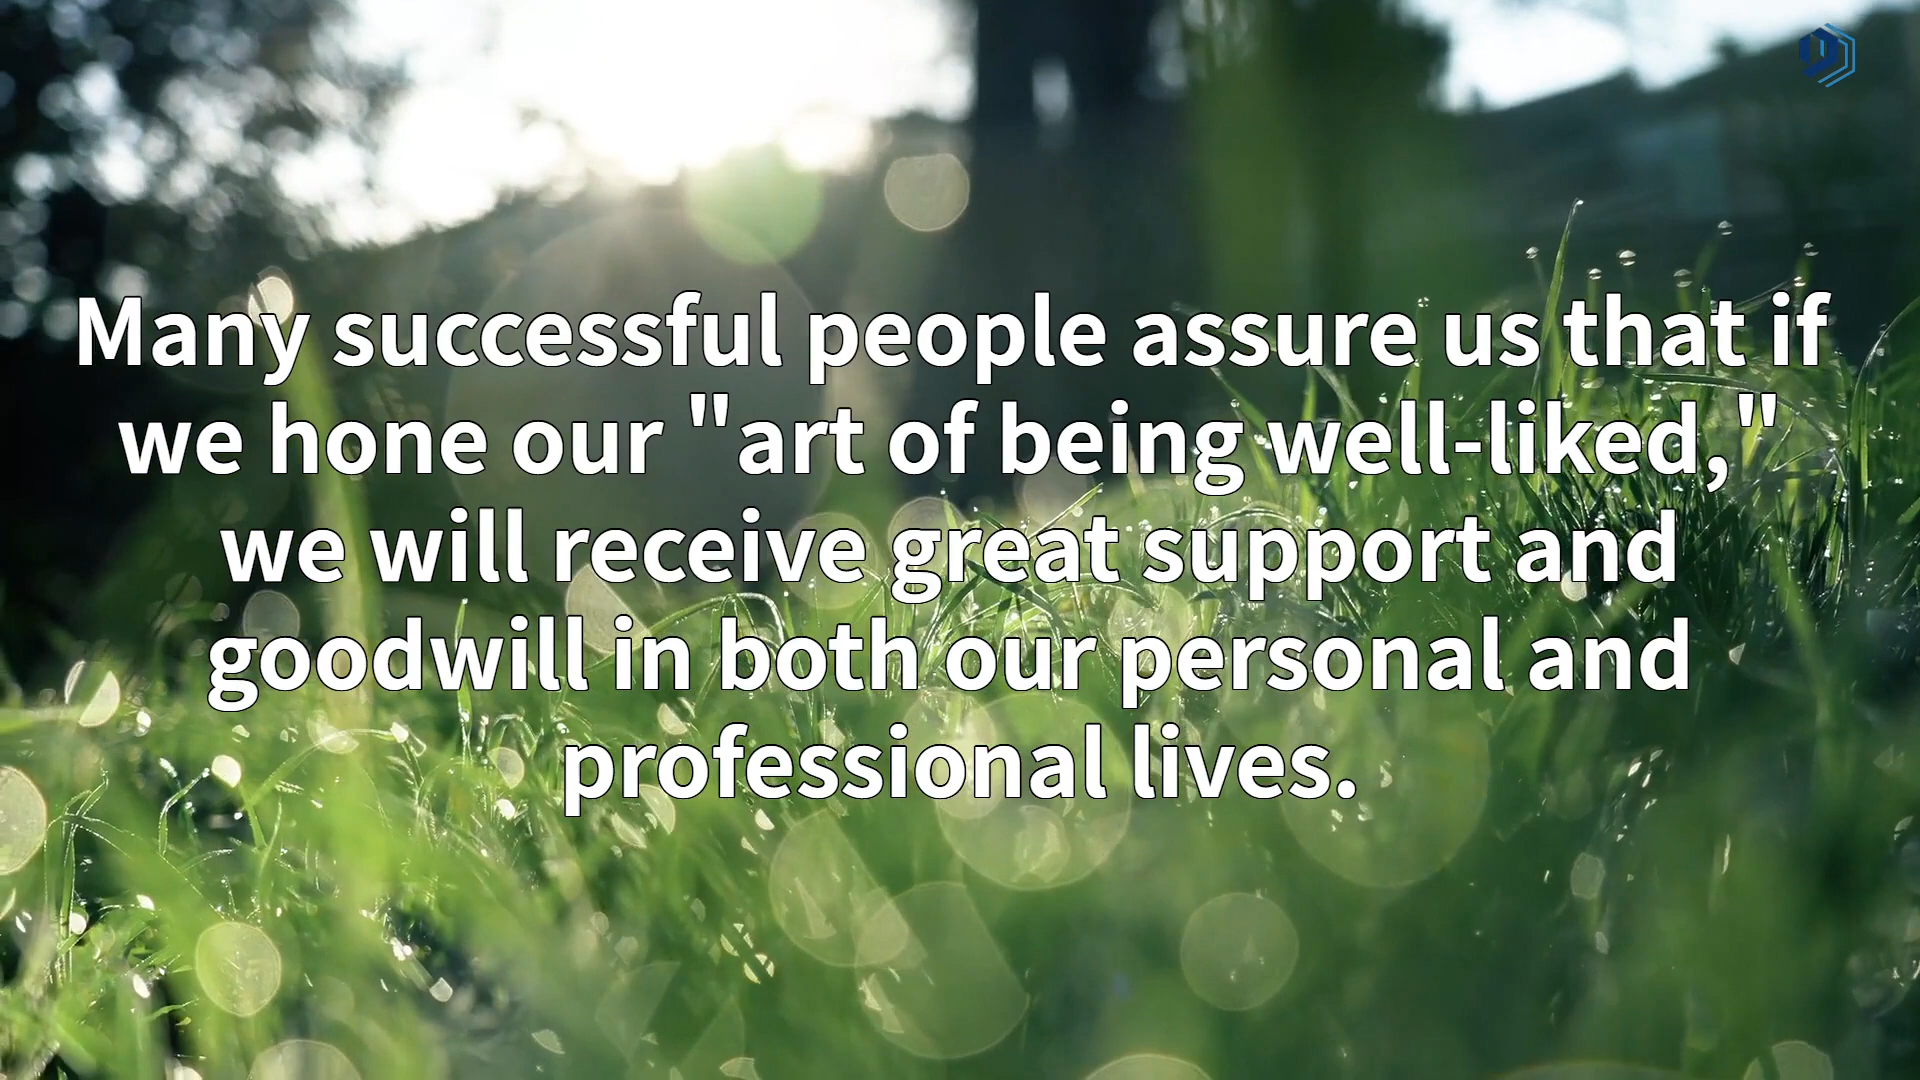 Many successful people assure us that if
we hone our "art of being well-liked,"
we will receive great support and
goodwill in both our personal and
professional lives.